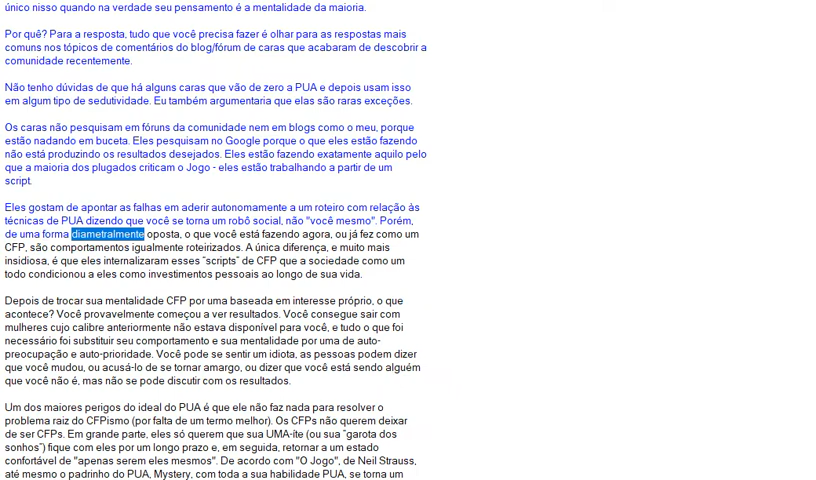 único nisso quando na verdade seu pensamento é a mentalidade da maioria.
Por quê? Para a resposta, tudo que você precisa fazer é olhar para as respostas mais
comuns nos tópicos de comentários do blog/fórum de caras que acabaram de descobrir a
comunidade recentemente.
Não tenho dúvidas de que há alguns caras que vão de zero a PUA e depois usam isso
em algum tipo de sedutividade. Eu também argumentaria que elas são raras exceções.
Os caras não pesquisam em fóruns da comunidade nem em blogs como o meu, porque
estão nadando em buceta. Eles pesquisam no Google porque o que eles estão fazendo
não está produzindo os resultados desejados. Eles estão fazendo exatamente aquilo pelo
que a maioria dos plugados criticam o Jogo - eles estão trabalhando a partir de um
script.
Eles gostam de apontar as falhas em aderir autonomamente a um roteiro com relação às
técnicas de PUA dizendo que você se torna um robô social, não "você mesmo". Porém,
de uma forma diametralmente oposta, o que você está fazendo agora, ou já fez como um
CFP, são comportamentos igualmente roteirizados. A única diferença, e muito mais
insidiosa, é que eles internalizaram esses “scripts” de CFP que a sociedade como um
todo condicionou a eles como investimentos pessoais ao longo de sua vida.
Depois de trocar sua mentalidade CFP por uma baseada em interesse próprio, o que
acontece? Você provavelmente começou a ver resultados. Você consegue sair com
mulheres cujo calibre anteriormente não estava disponível para você, e tudo o que foi
necessário foi substituir seu comportamento e sua mentalidade por uma de auto-
preocupação e auto-prioridade. Você pode se sentir um idiota, as pessoas podem dizer
que você mudou, ou acusá-lo de se tornar amargo, ou dizer que você está sendo alguém
que você não é, mas não se pode discutir com os resultados.
Um dos maiores perigos do ideal do PUA é que ele não faz nada para resolver o
problema raiz do CFPismo (por falta de um termo melhor). Os CFPs não querem deixar
de ser CFPs. Em grande parte, eles só querem que sua UMA-íte (ou sua “garota dos
sonhos”) fique com eles por um longo prazo e, em seguida, retornar a um estado
confortável de "apenas serem eles mesmos". De acordo com "O Jogo", de Neil Strauss,
até mesmo o padrinho do PUA, Mystery, com toda a sua habilidade PUA, se torna um